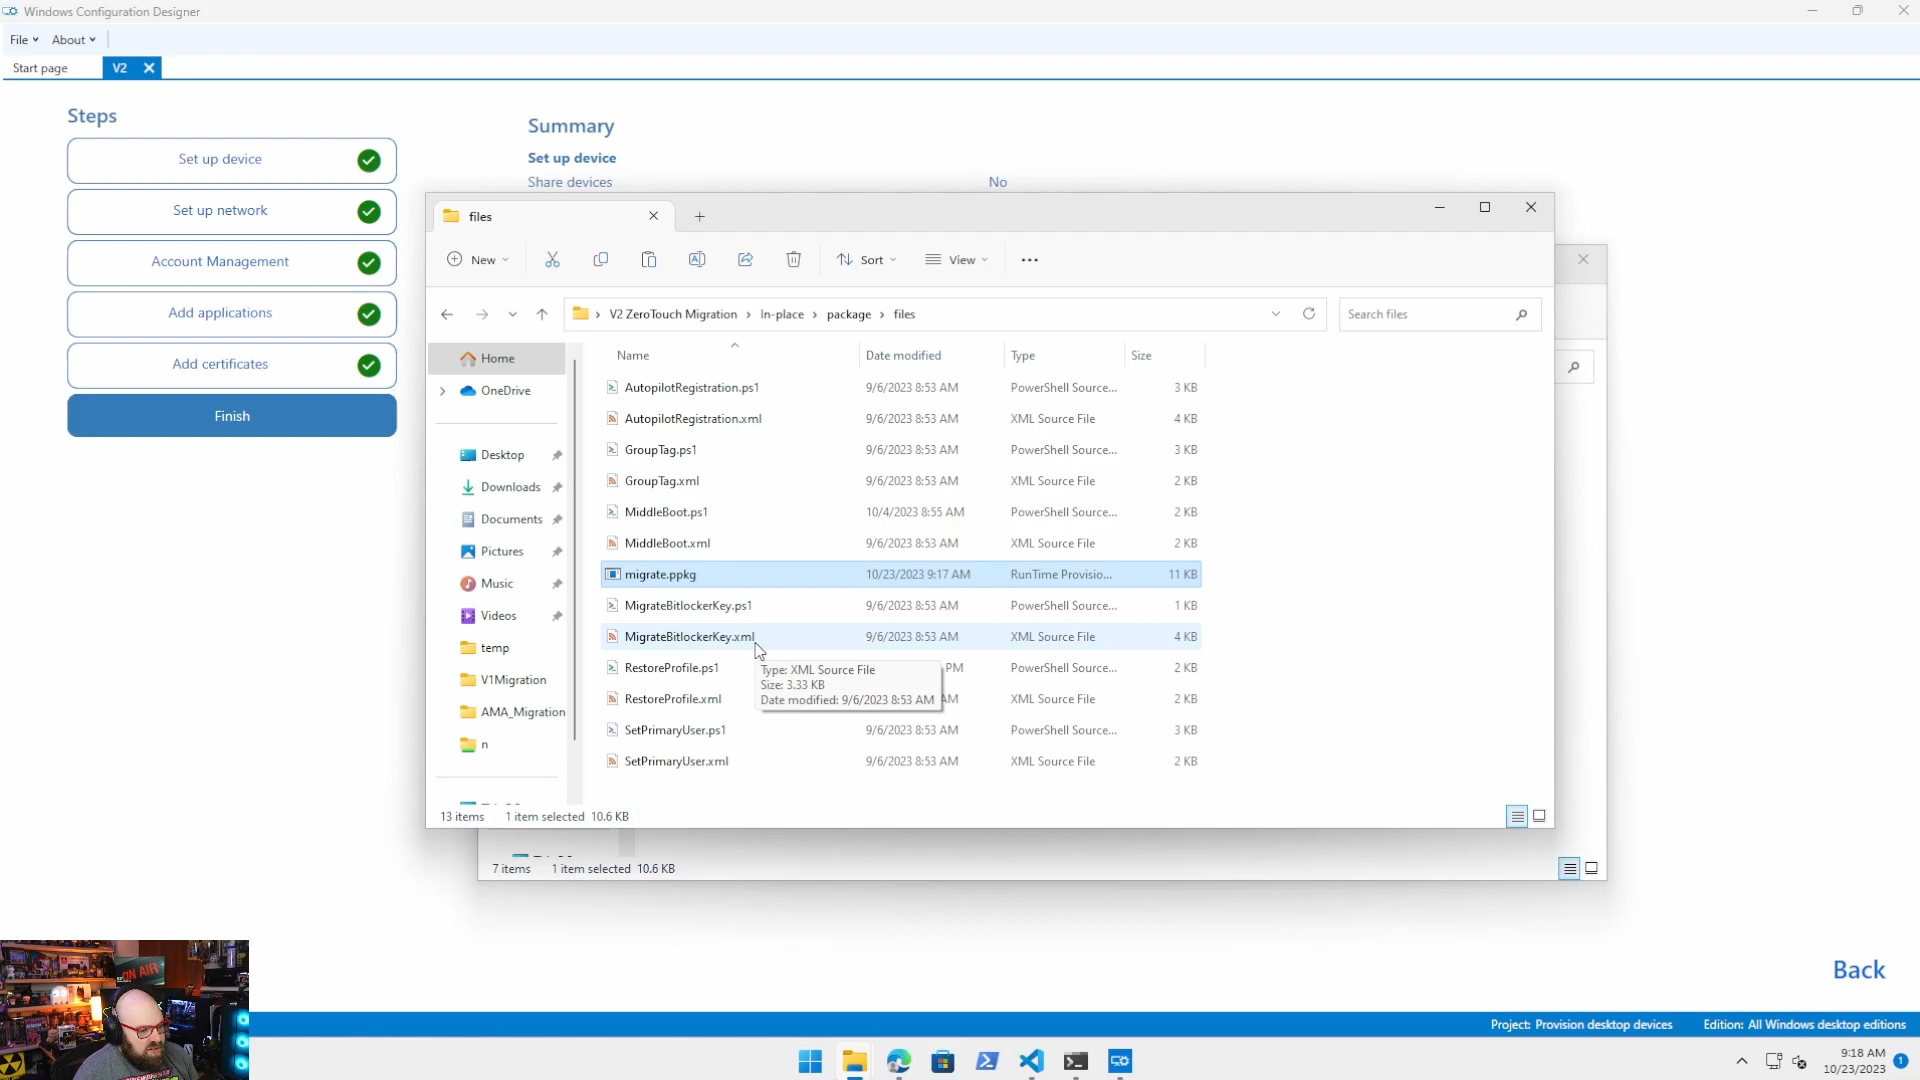 Windows Configuration Designer
File
About
Start page
V2
Steps
Set up device
Set up network
Account Management
Add applications
Add certificates
Finish
Summary
Set up device
Share devices No
files
New
Sort
View
V2 ZeroTouch Migration › In-place › package › files
Search files
Home
OneDrive
Desktop
Downloads
Documents
Pictures
Music
Videos
temp
V1Migration
AMA_Migration
n
Name Date modified Type Size
AutopilotRegistration.ps1 9/6/2023 8:53 AM PowerShell Source... 3 KB
AutopilotRegistration.xml 9/6/2023 8:53 AM XML Source File 4 KB
GroupTag.ps1 9/6/2023 8:53 AM PowerShell Source... 3 KB
GroupTag.xml 9/6/2023 8:53 AM XML Source File 2 KB
MiddleBoot.ps1 10/4/2023 8:55 AM PowerShell Source... 2 KB
MiddleBoot.xml 9/6/2023 8:53 AM XML Source File 2 KB
migrate.ppkg 10/23/2023 9:17 AM RunTime Provisio... 11 KB
MigrateBitlockerKey.ps1 9/6/2023 8:53 AM PowerShell Source... 1 KB
MigrateBitlockerKey.xml 9/6/2023 8:53 AM XML Source File 4 KB
RestoreProfile.ps1 PM PowerShell Source... 2 KB
RestoreProfile.xml AM XML Source File 2 KB
SetPrimaryUser.ps1 9/6/2023 8:53 AM PowerShell Source... 3 KB
SetPrimaryUser.xml 9/6/2023 8:53 AM XML Source File 2 KB
Type: XML Source File
Size: 3.33 KB
Date modified: 9/6/2023 8:53 AM
13 items 1 item selected 10.6 KB
7 items 1 item selected 10.6 KB
Back
ON AIR
Project: Provision desktop devices Edition: All Windows desktop editions
9:18 AM
10/23/2023
1